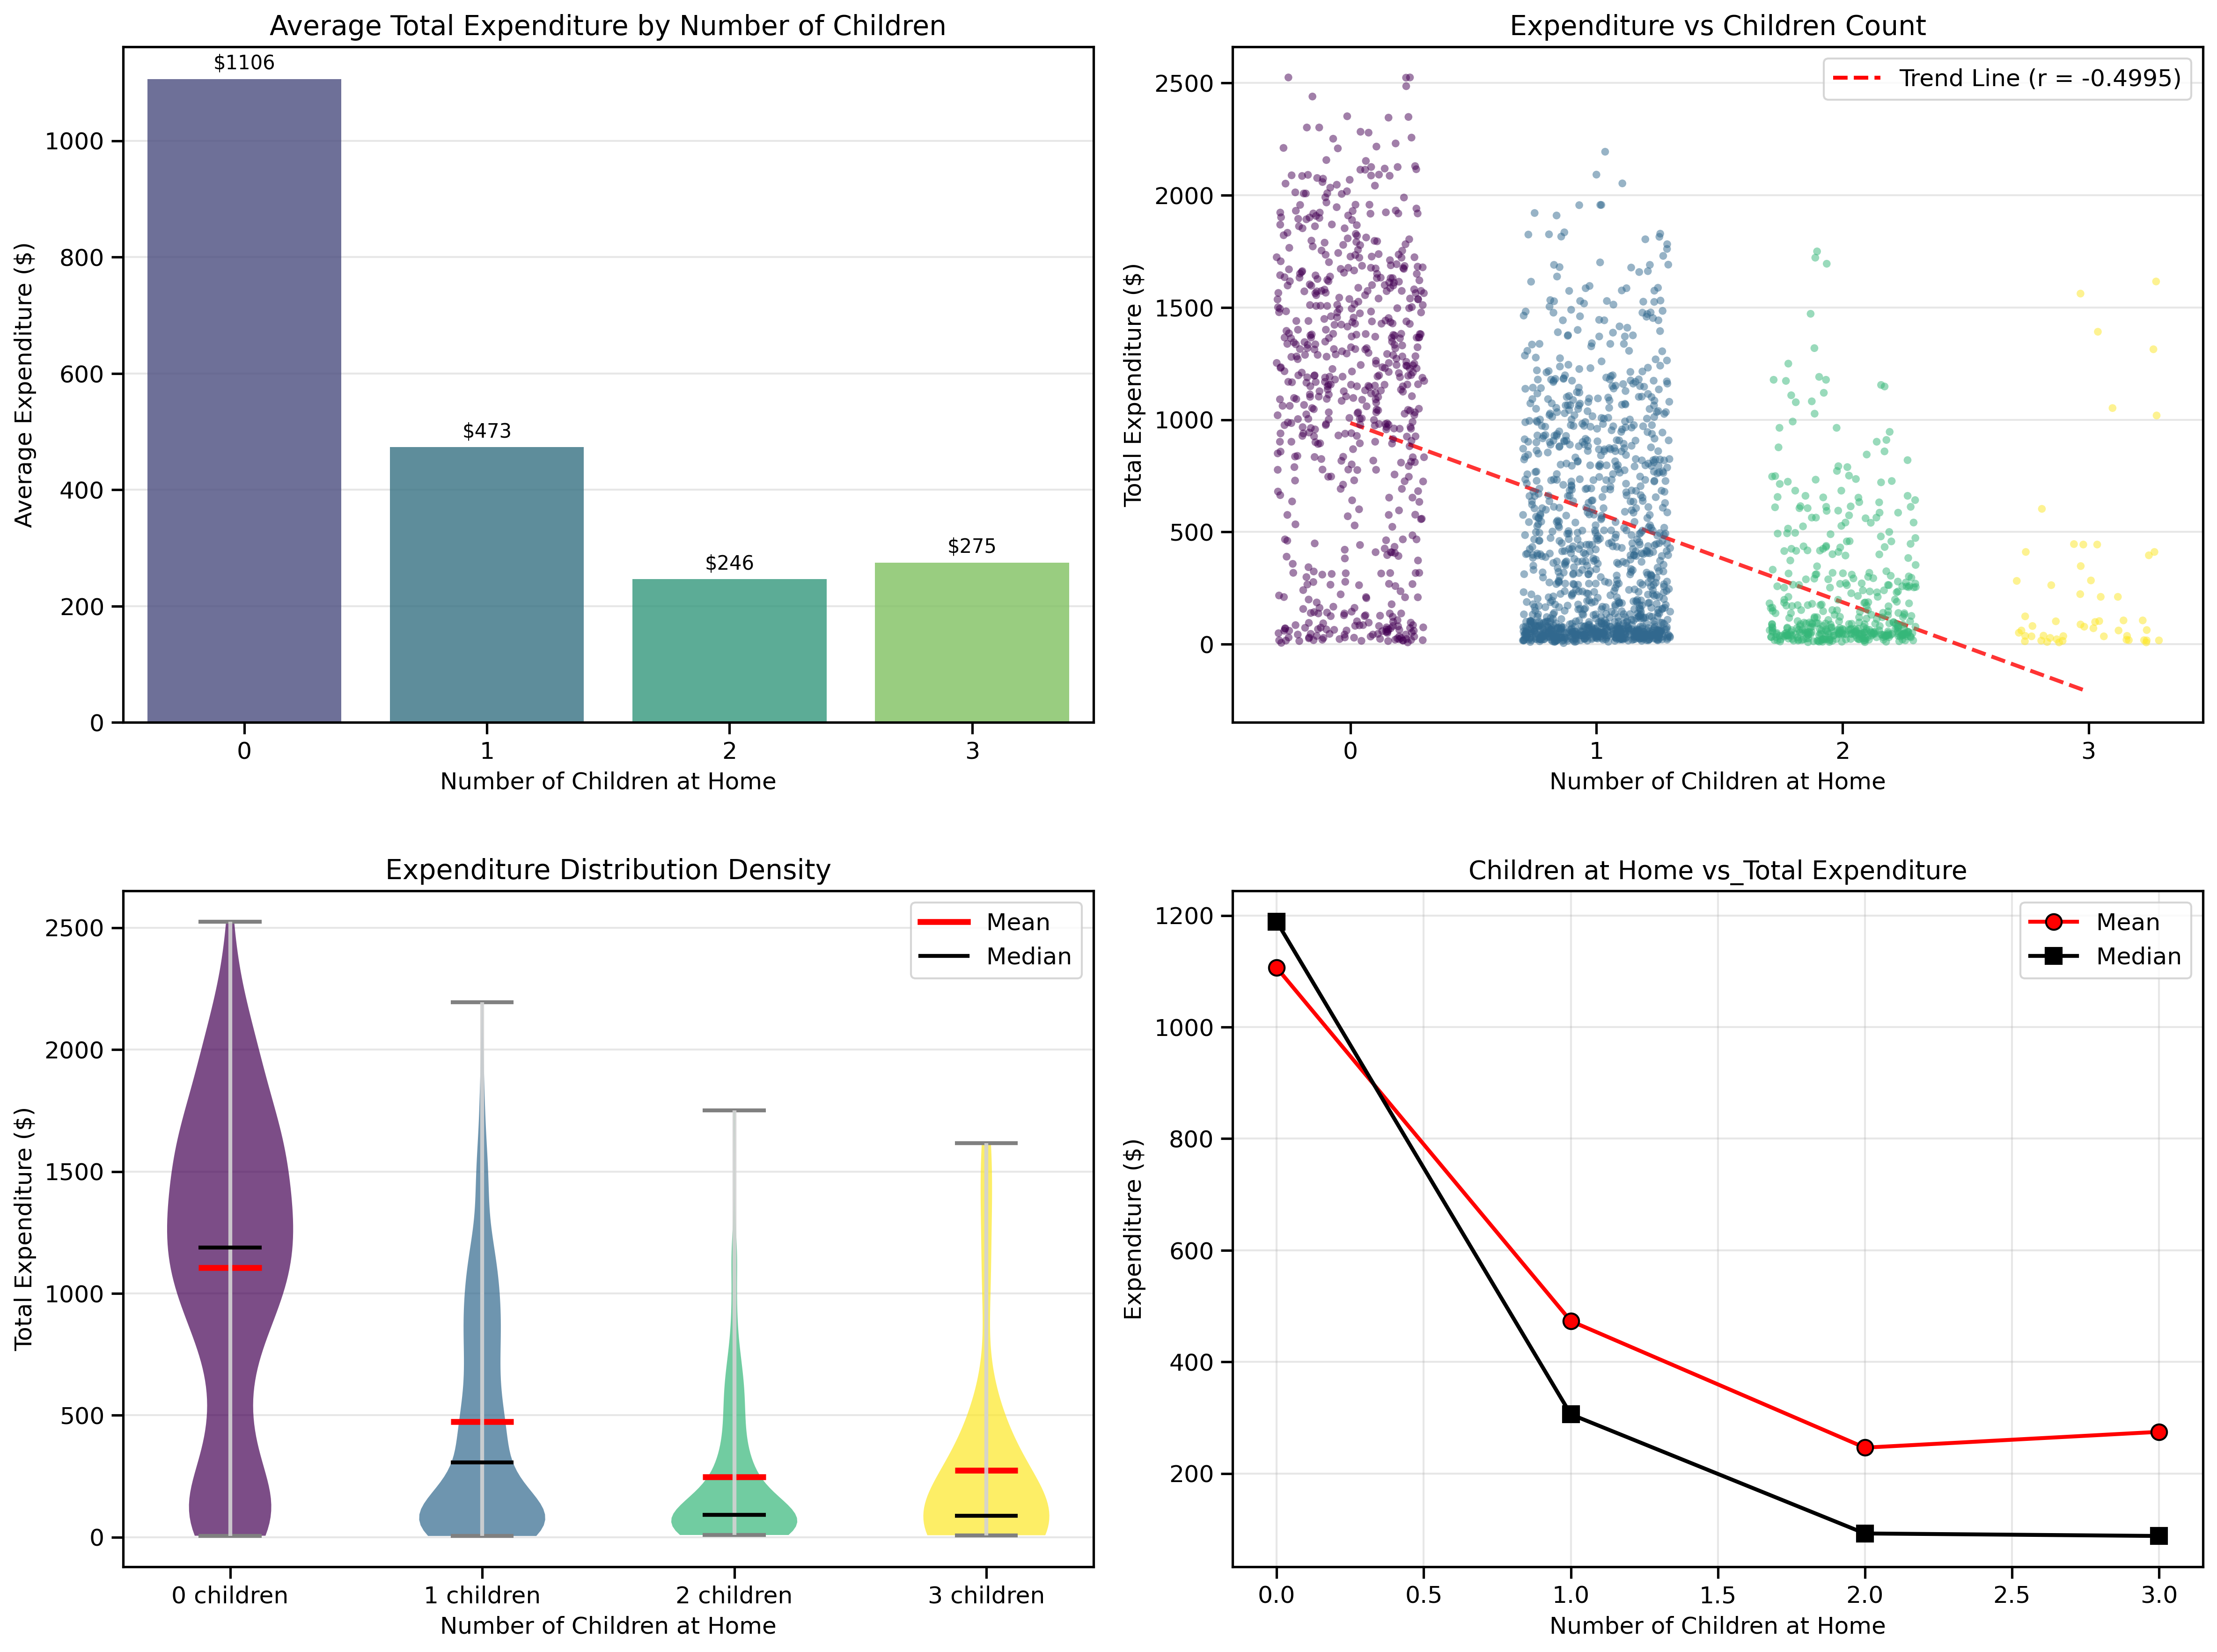 Average Total Expenditure by Number of Children
$1106
$473
$246
$275
1000
800
600
400
200
0
Average Expenditure ($)
0 1 2 3
Number of Children at Home
Expenditure vs Children Count
Trend Line (r = -0.4995)
2500
2000
1500
1000
500
0
Total Expenditure ($)
0 1 2 3
Number of Children at Home
Expenditure Distribution Density
Mean
Median
2500
2000
1500
1000
500
0
Total Expenditure ($)
0 children 1 children 2 children 3 children
Number of Children at Home
Children at Home vs_Total Expenditure
Mean
Median
1200
1000
800
600
400
200
Expenditure ($)
0.0 0.5 1.0 1.5 2.0 2.5 3.0
Number of Children at Home